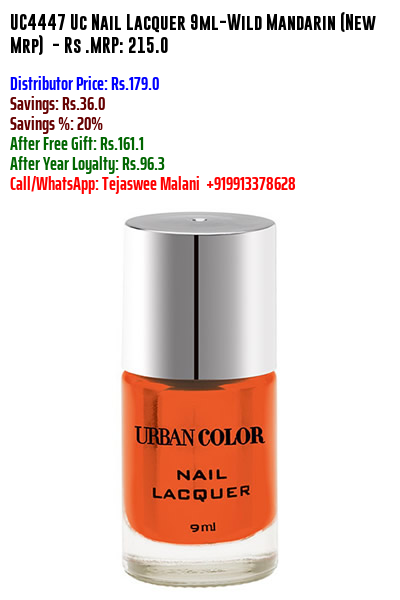 UC4447 Uc Nail Lacquer 9ml-Wild Mandarin (New
Mrp) - Rs .MRP: 215.0
Distributor Price: Rs.179.0
Savings: Rs.36.0
Savings %: 20%
After Free Gift: Rs.161.1
After Year Loyalty: Rs.96.3
Call/WhatsApp: Tejaswee Malani +919913378628
URBAN COLOR
NAIL
LACQUER
9ml